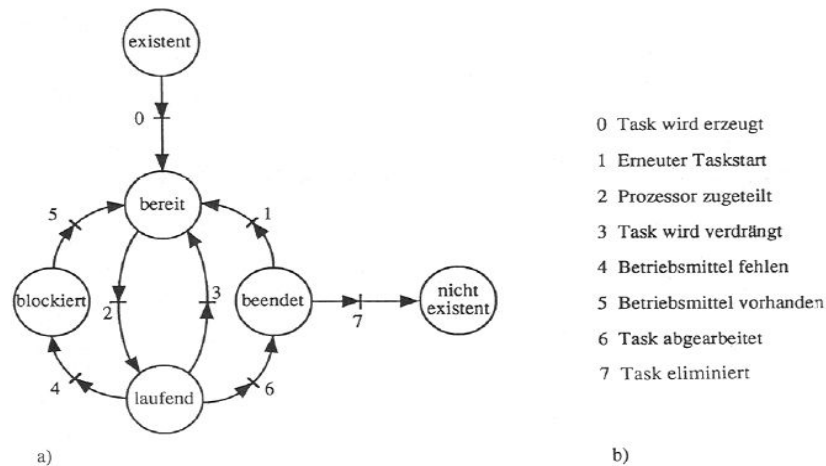 existent
0
bereit
5
1
blockiert
2
3
beendet
7
nicht
existent
4
laufend
6
a)
0 Task wird erzeugt
1 Erneuter Taskstart
2 Prozessor zugeteilt
3 Task wird verdrängt
4 Betriebsmittel fehlen
5 Betriebsmittel vorhanden
6 Task abgearbeitet
7 Task eliminiert
b)